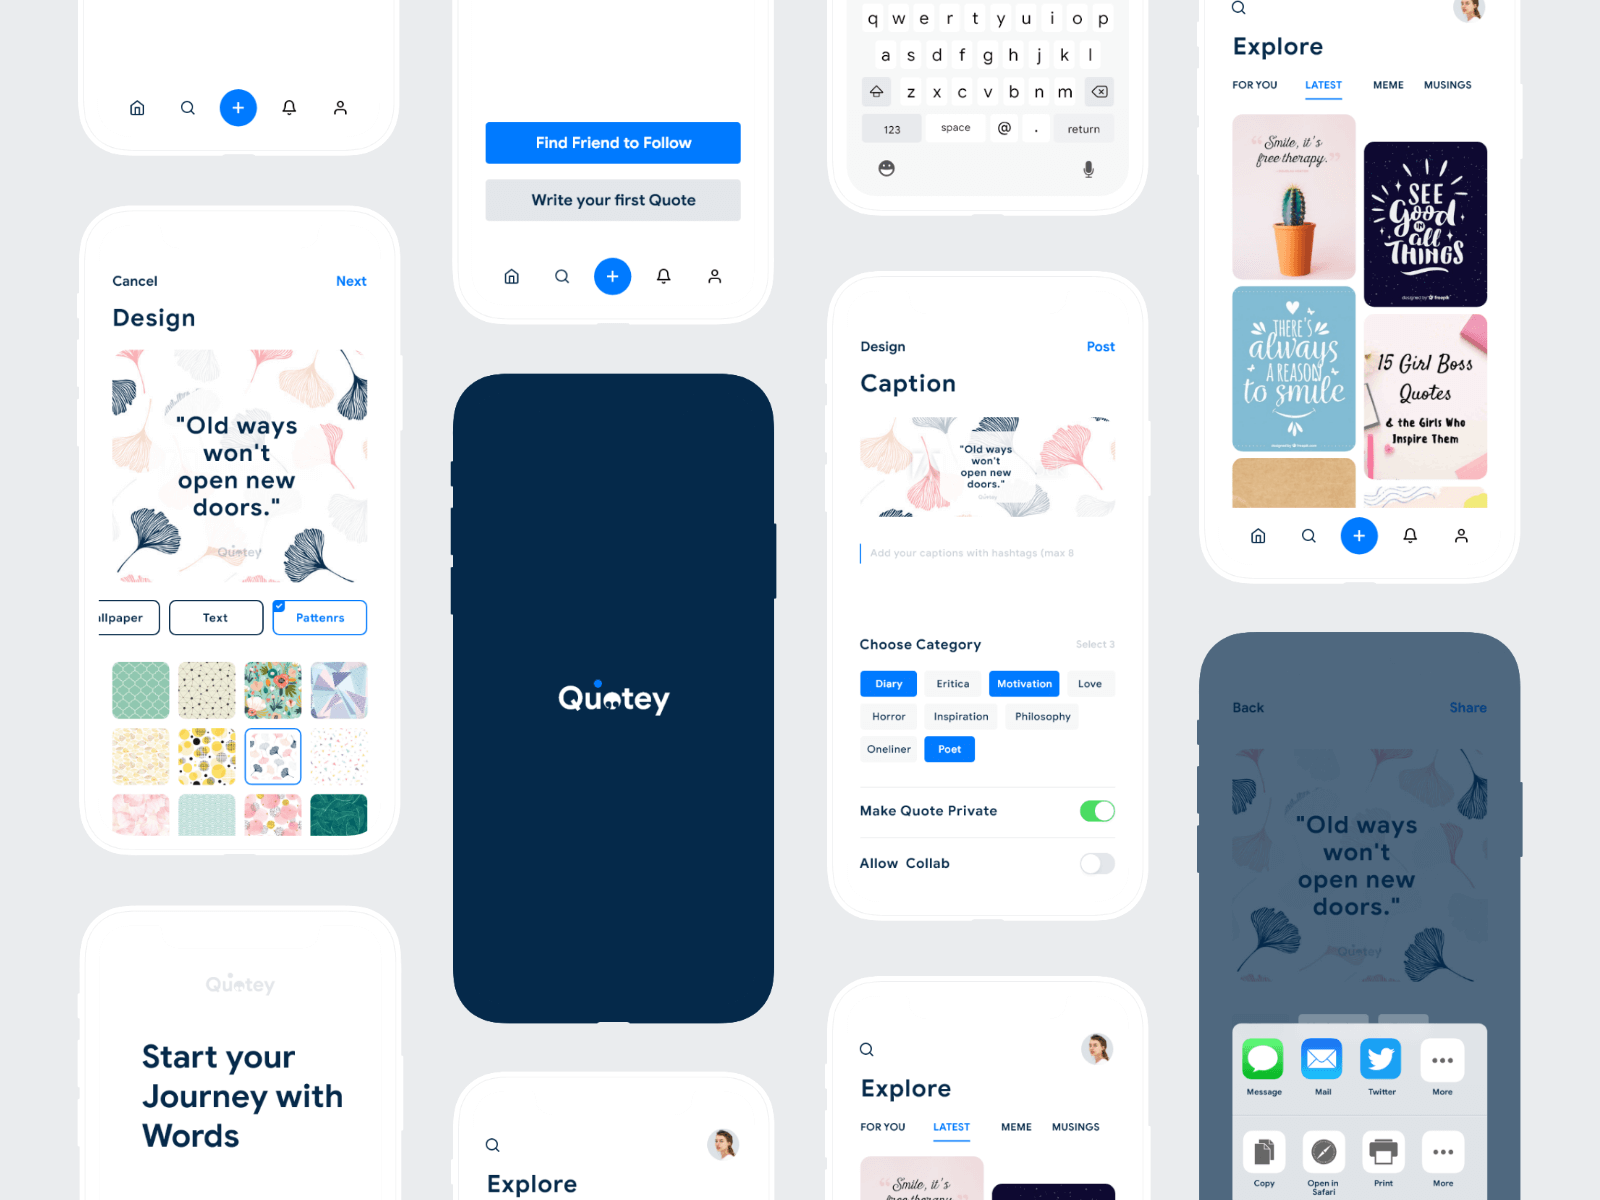 Cancel
Next
Design
"Old ways
won't
open new
doors."
Quotey
llpaper
Text
Pattenrs
Quotey
Start your
Journey with
Words
Find Friend to Follow
Write your first Quote
Quotey
Explore
q w e r t y u i o p
a s d f g h j k l
z x c v b n m
123
space
@
.
return
Design
Post
Caption
"Old ways
won't
open new
doors."
Quotey
Add your captions with hashtags (max 8
Choose Category
Select 3
Diary
Eritica
Motivation
Love
Horror
Inspiration
Philosophy
Oneliner
Poet
Make Quote Private
Allow Collab
Explore
FOR YOU
LATEST
MEME
MUSINGS
Smile, it's
free therapy.
Explore
FOR YOU
LATEST
MEME
MUSINGS
"Smile, it's
free therapy."
SEE
Good
IN
all
THINGS
designed by freepik
THERE'S
always
A REASON
to smile
15 Girl Boss
Quotes
& the Girls Who
Inspire Them
Back
Share
"Old ways
won't
open new
doors."
Quotey
Message
Mail
Twitter
More
Copy
Open in
Safari
Print
More